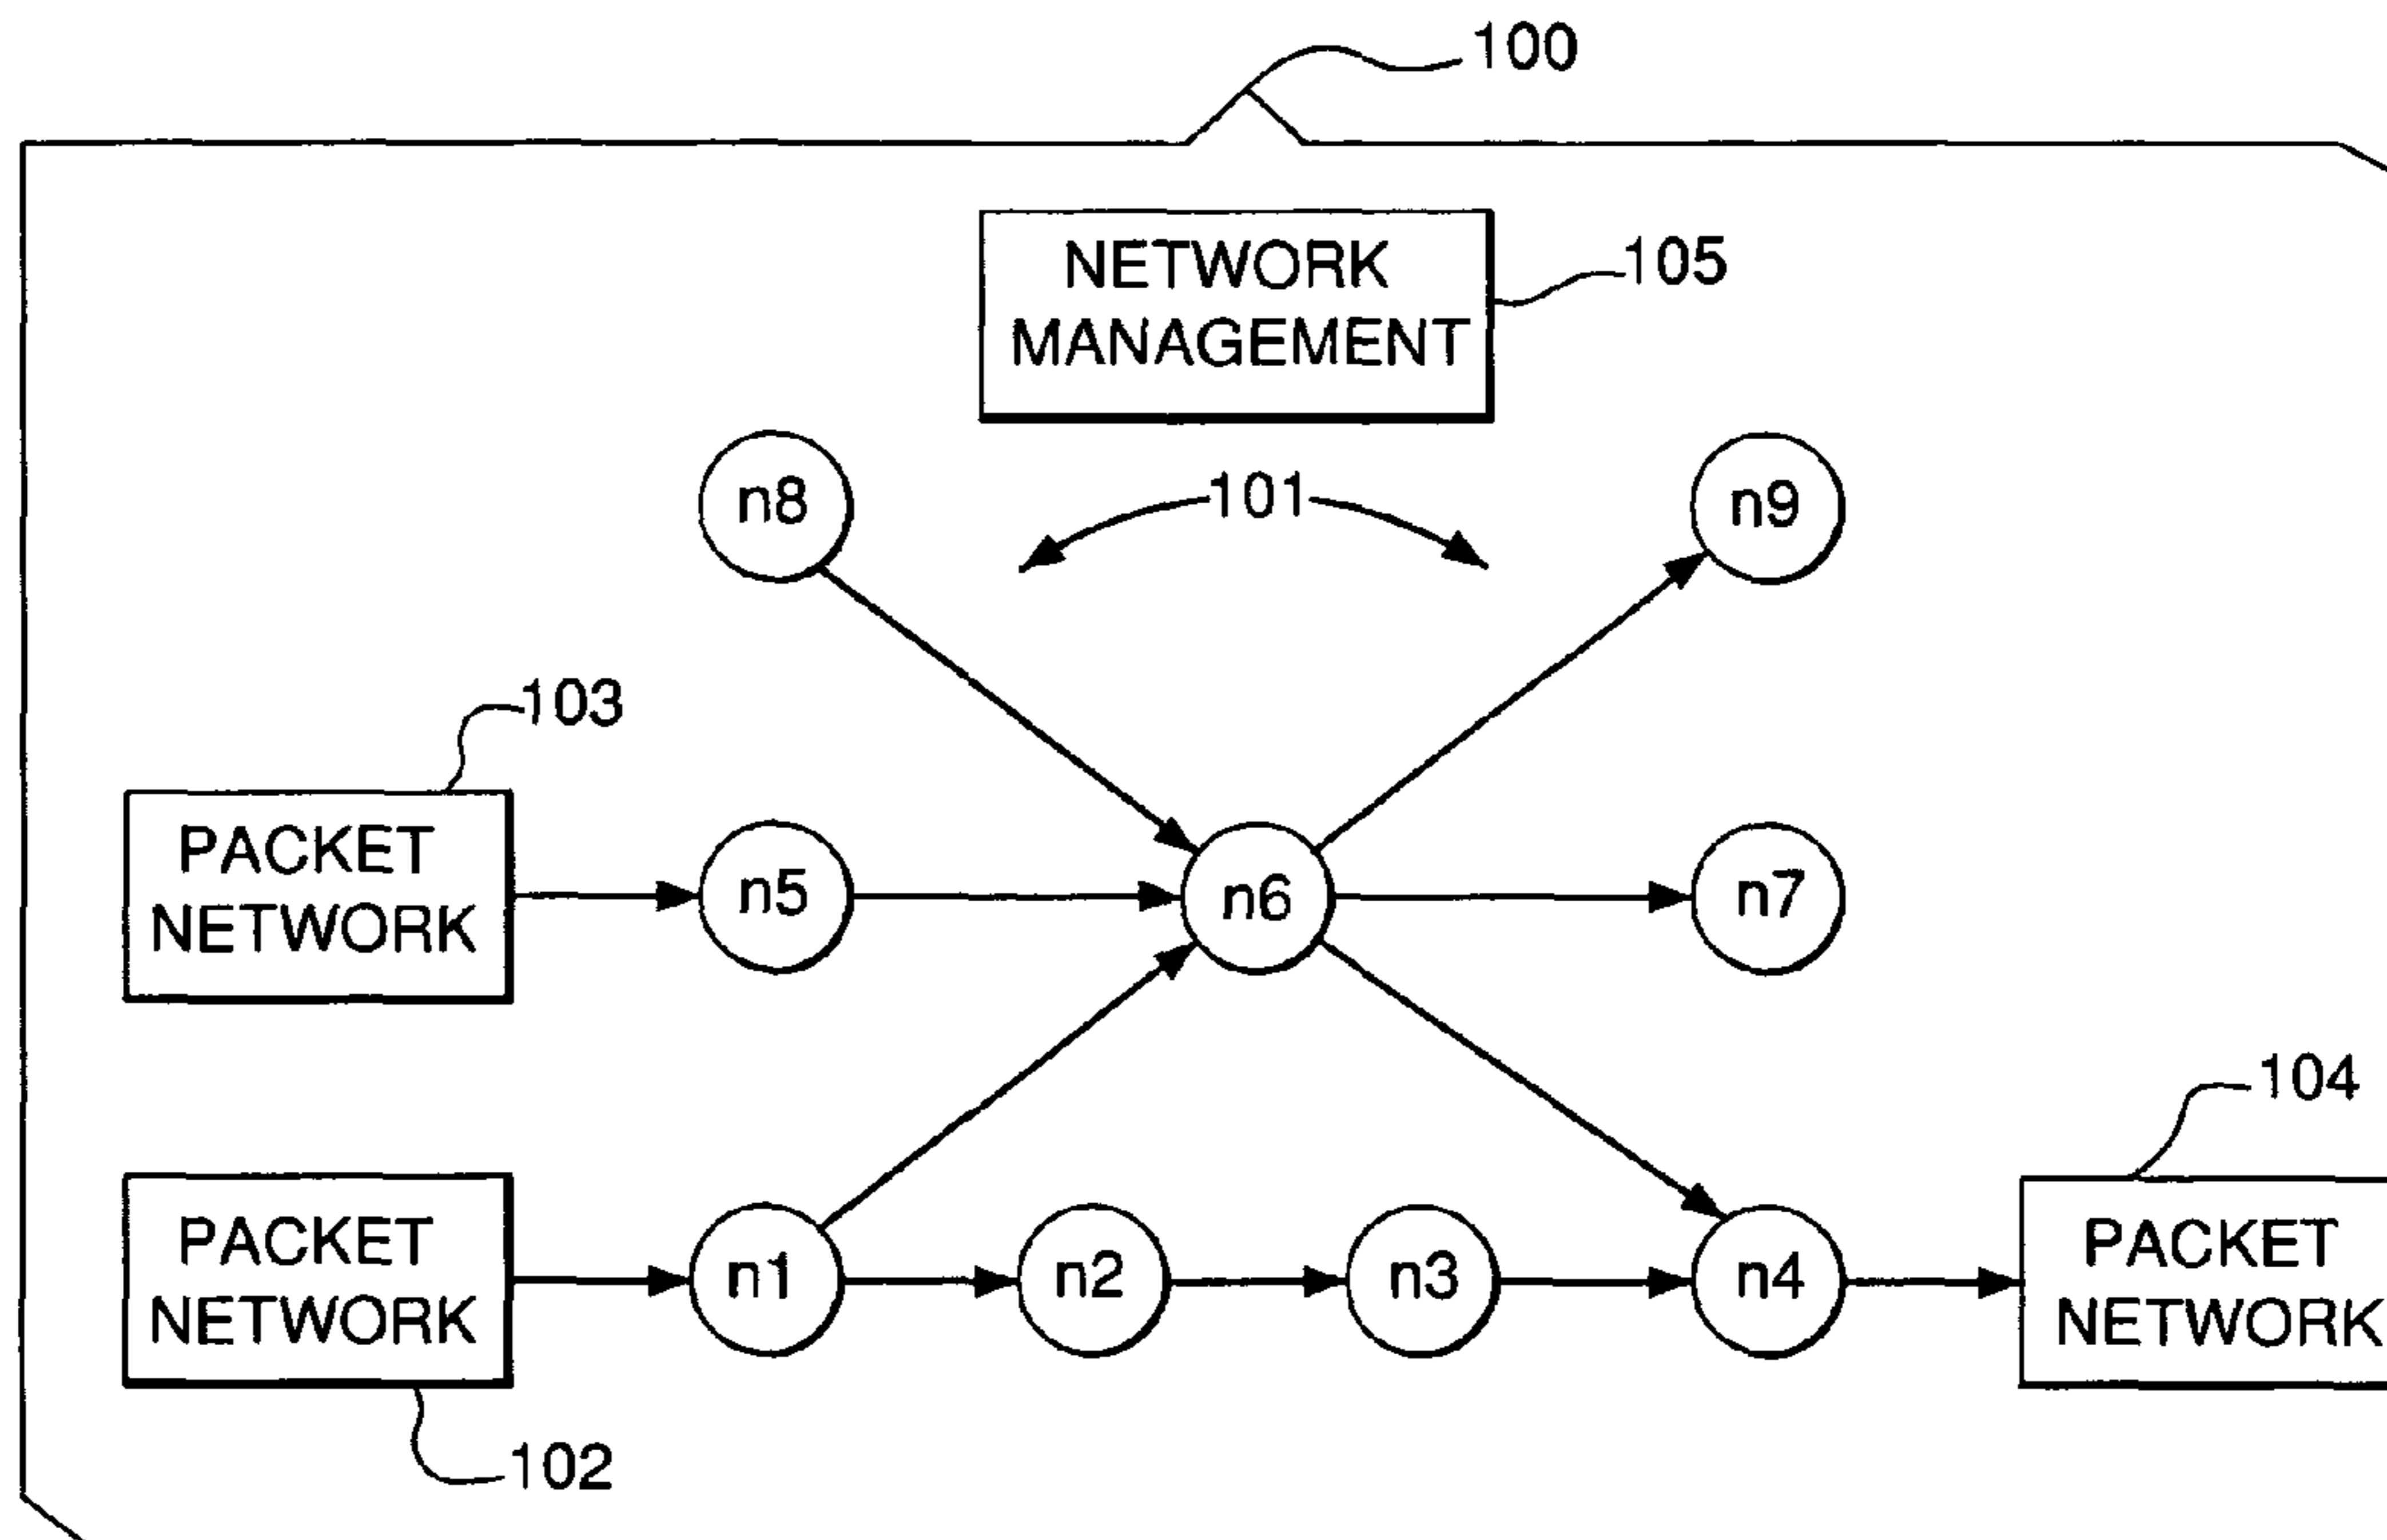 100
NETWORK
MANAGEMENT
105
n8
101
n9
103
PACKET
NETWORK
n5
n6
n7
104
PACKET
NETWORK
n1
n2
n3
n4
PACKET
NETWORK
102